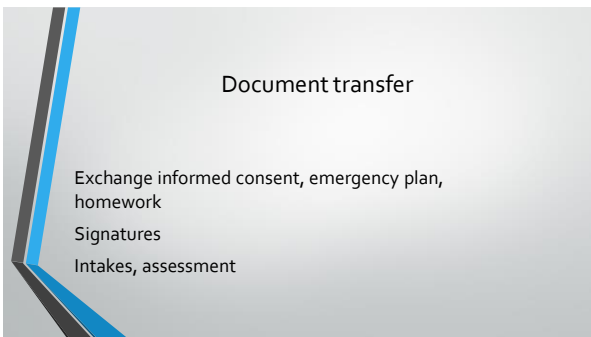 Document transfer
Exchange informed consent, emergency plan,
homework
Signatures
Intakes, assessment